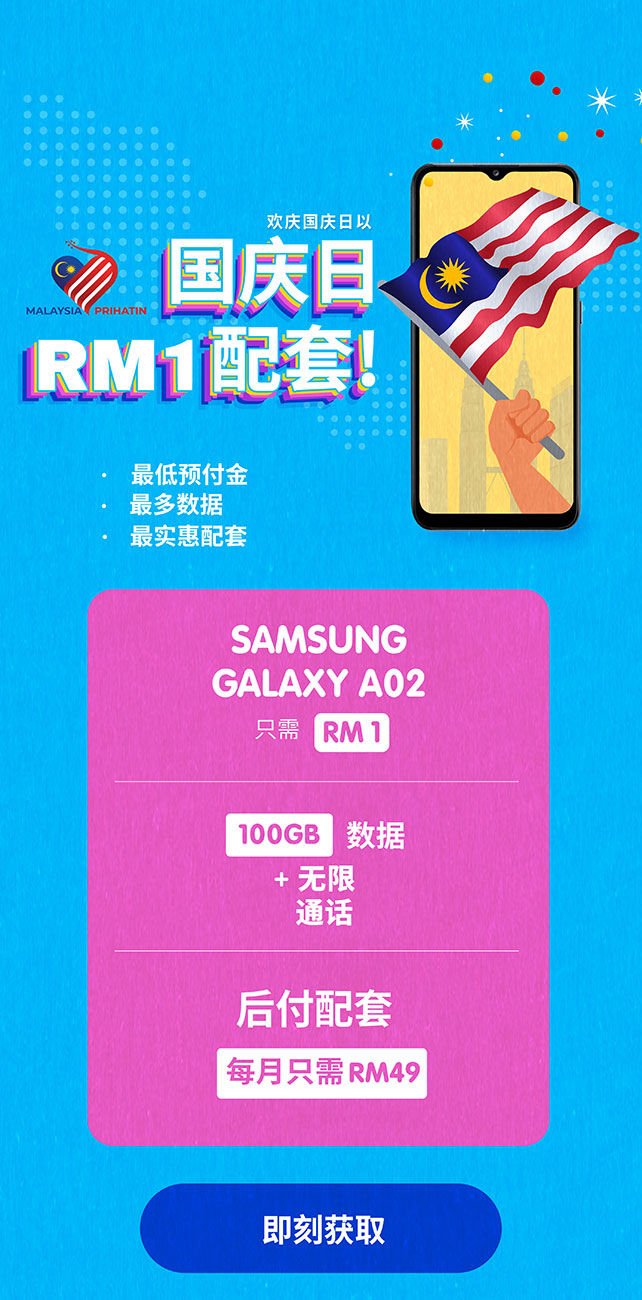 欢庆国庆日以
国庆日
MALAYSIA PRIHATIN
RM1配套!
· 最低预付金
· 最多数据
· 最实惠配套
SAMSUNG
GALAXY A02
只需 RM 1
100GB 数据
+ 无限
通话
后付配套
每月只需 RM49
即刻获取